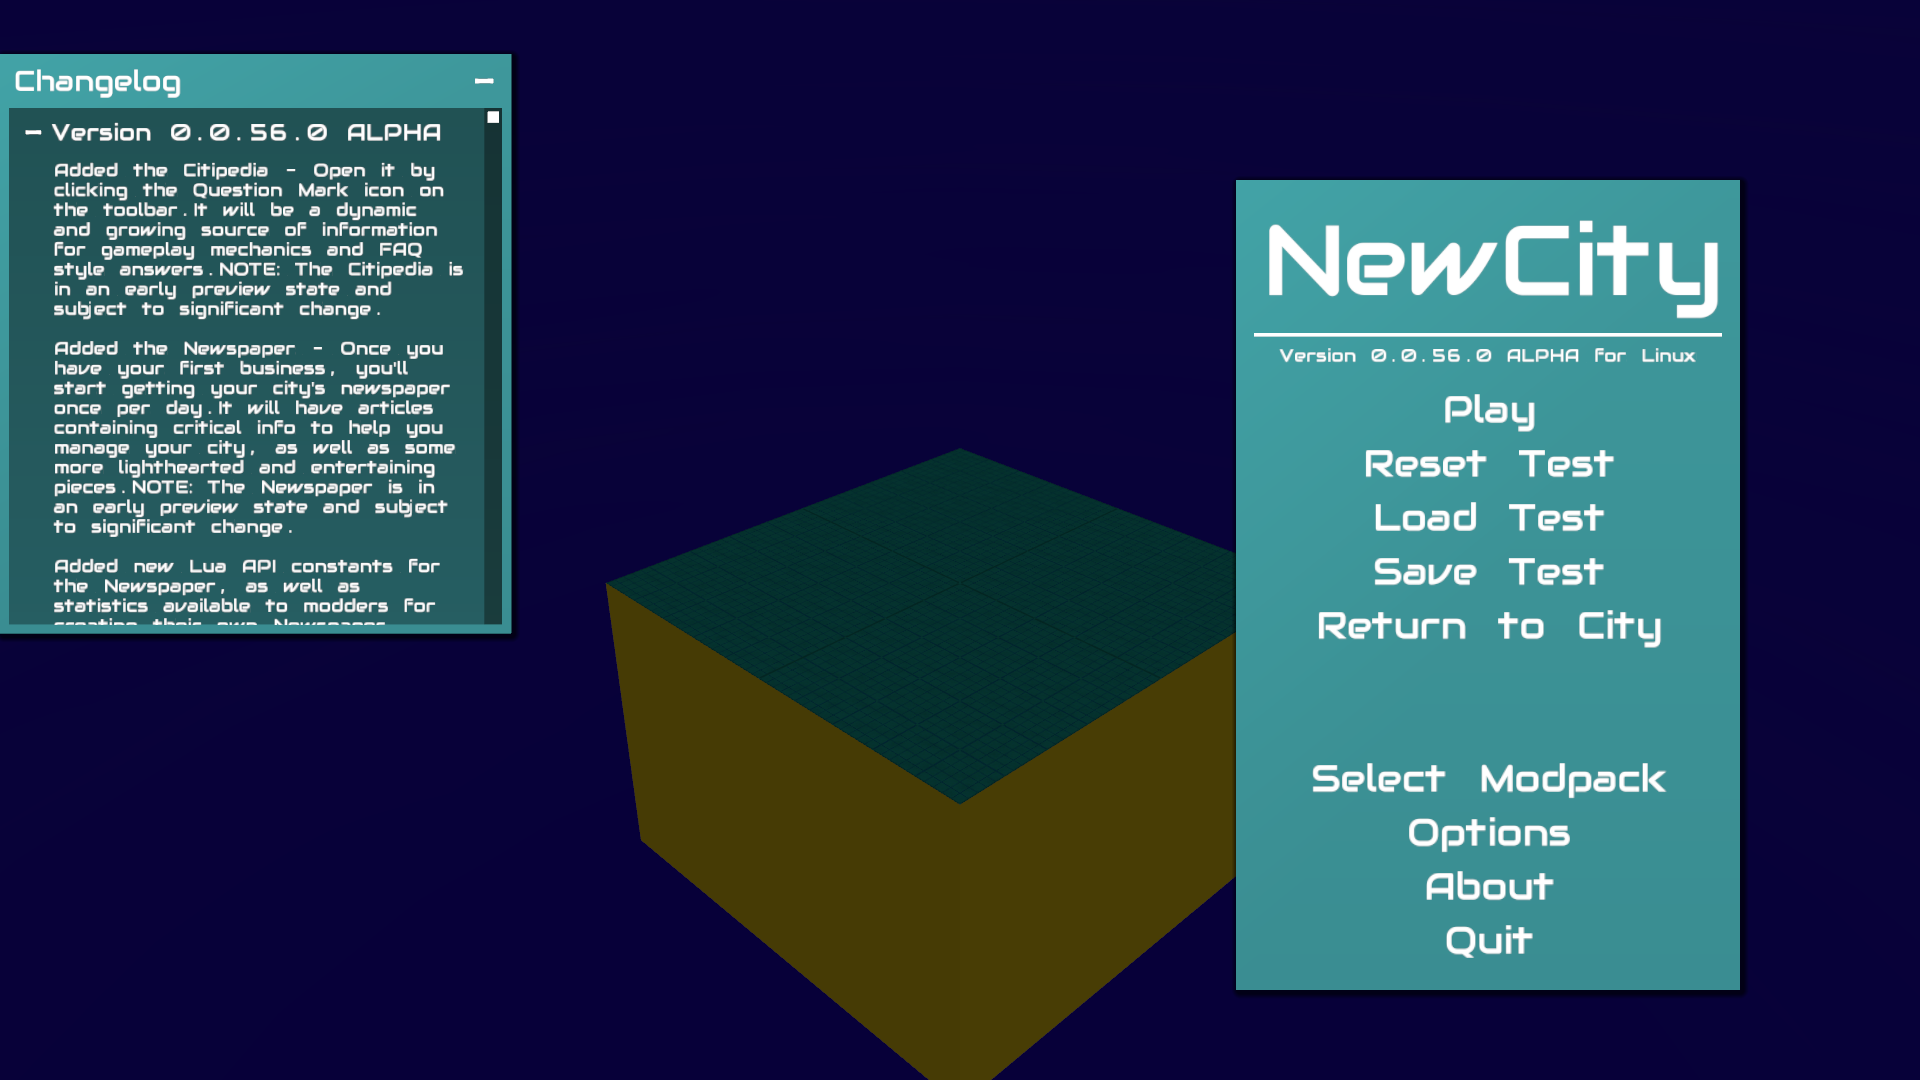 Changelog
Version 0.0.56.0 ALPHA
Added the Citipedia - Open it by
clicking the Question Mark icon on
the toolbar.It will be a dynamic
and growing source of information
for gameplay mechanics and FAQ
style answers.NOTE: The Citipedia is
in an early preview state and
subject to significant change.
Added the Newspaper - Once you
have your first business, you'll
start getting your city's newspaper
once per day.It will have articles
containing critical info to help you
manage your city, as well as some
more lighthearted and entertaining
pieces.NOTE: The Newspaper is in
an early preview state and subject
to significant change.
Added new Lua API constants for
the Newspaper, as well as
statistics available to modders for
creating their own Newspaper
NewCity
Version 0.0.56.0 ALPHA for Linux
Play
Reset Test
Load Test
Save Test
Return to City
Select Modpack
Options
About
Quit